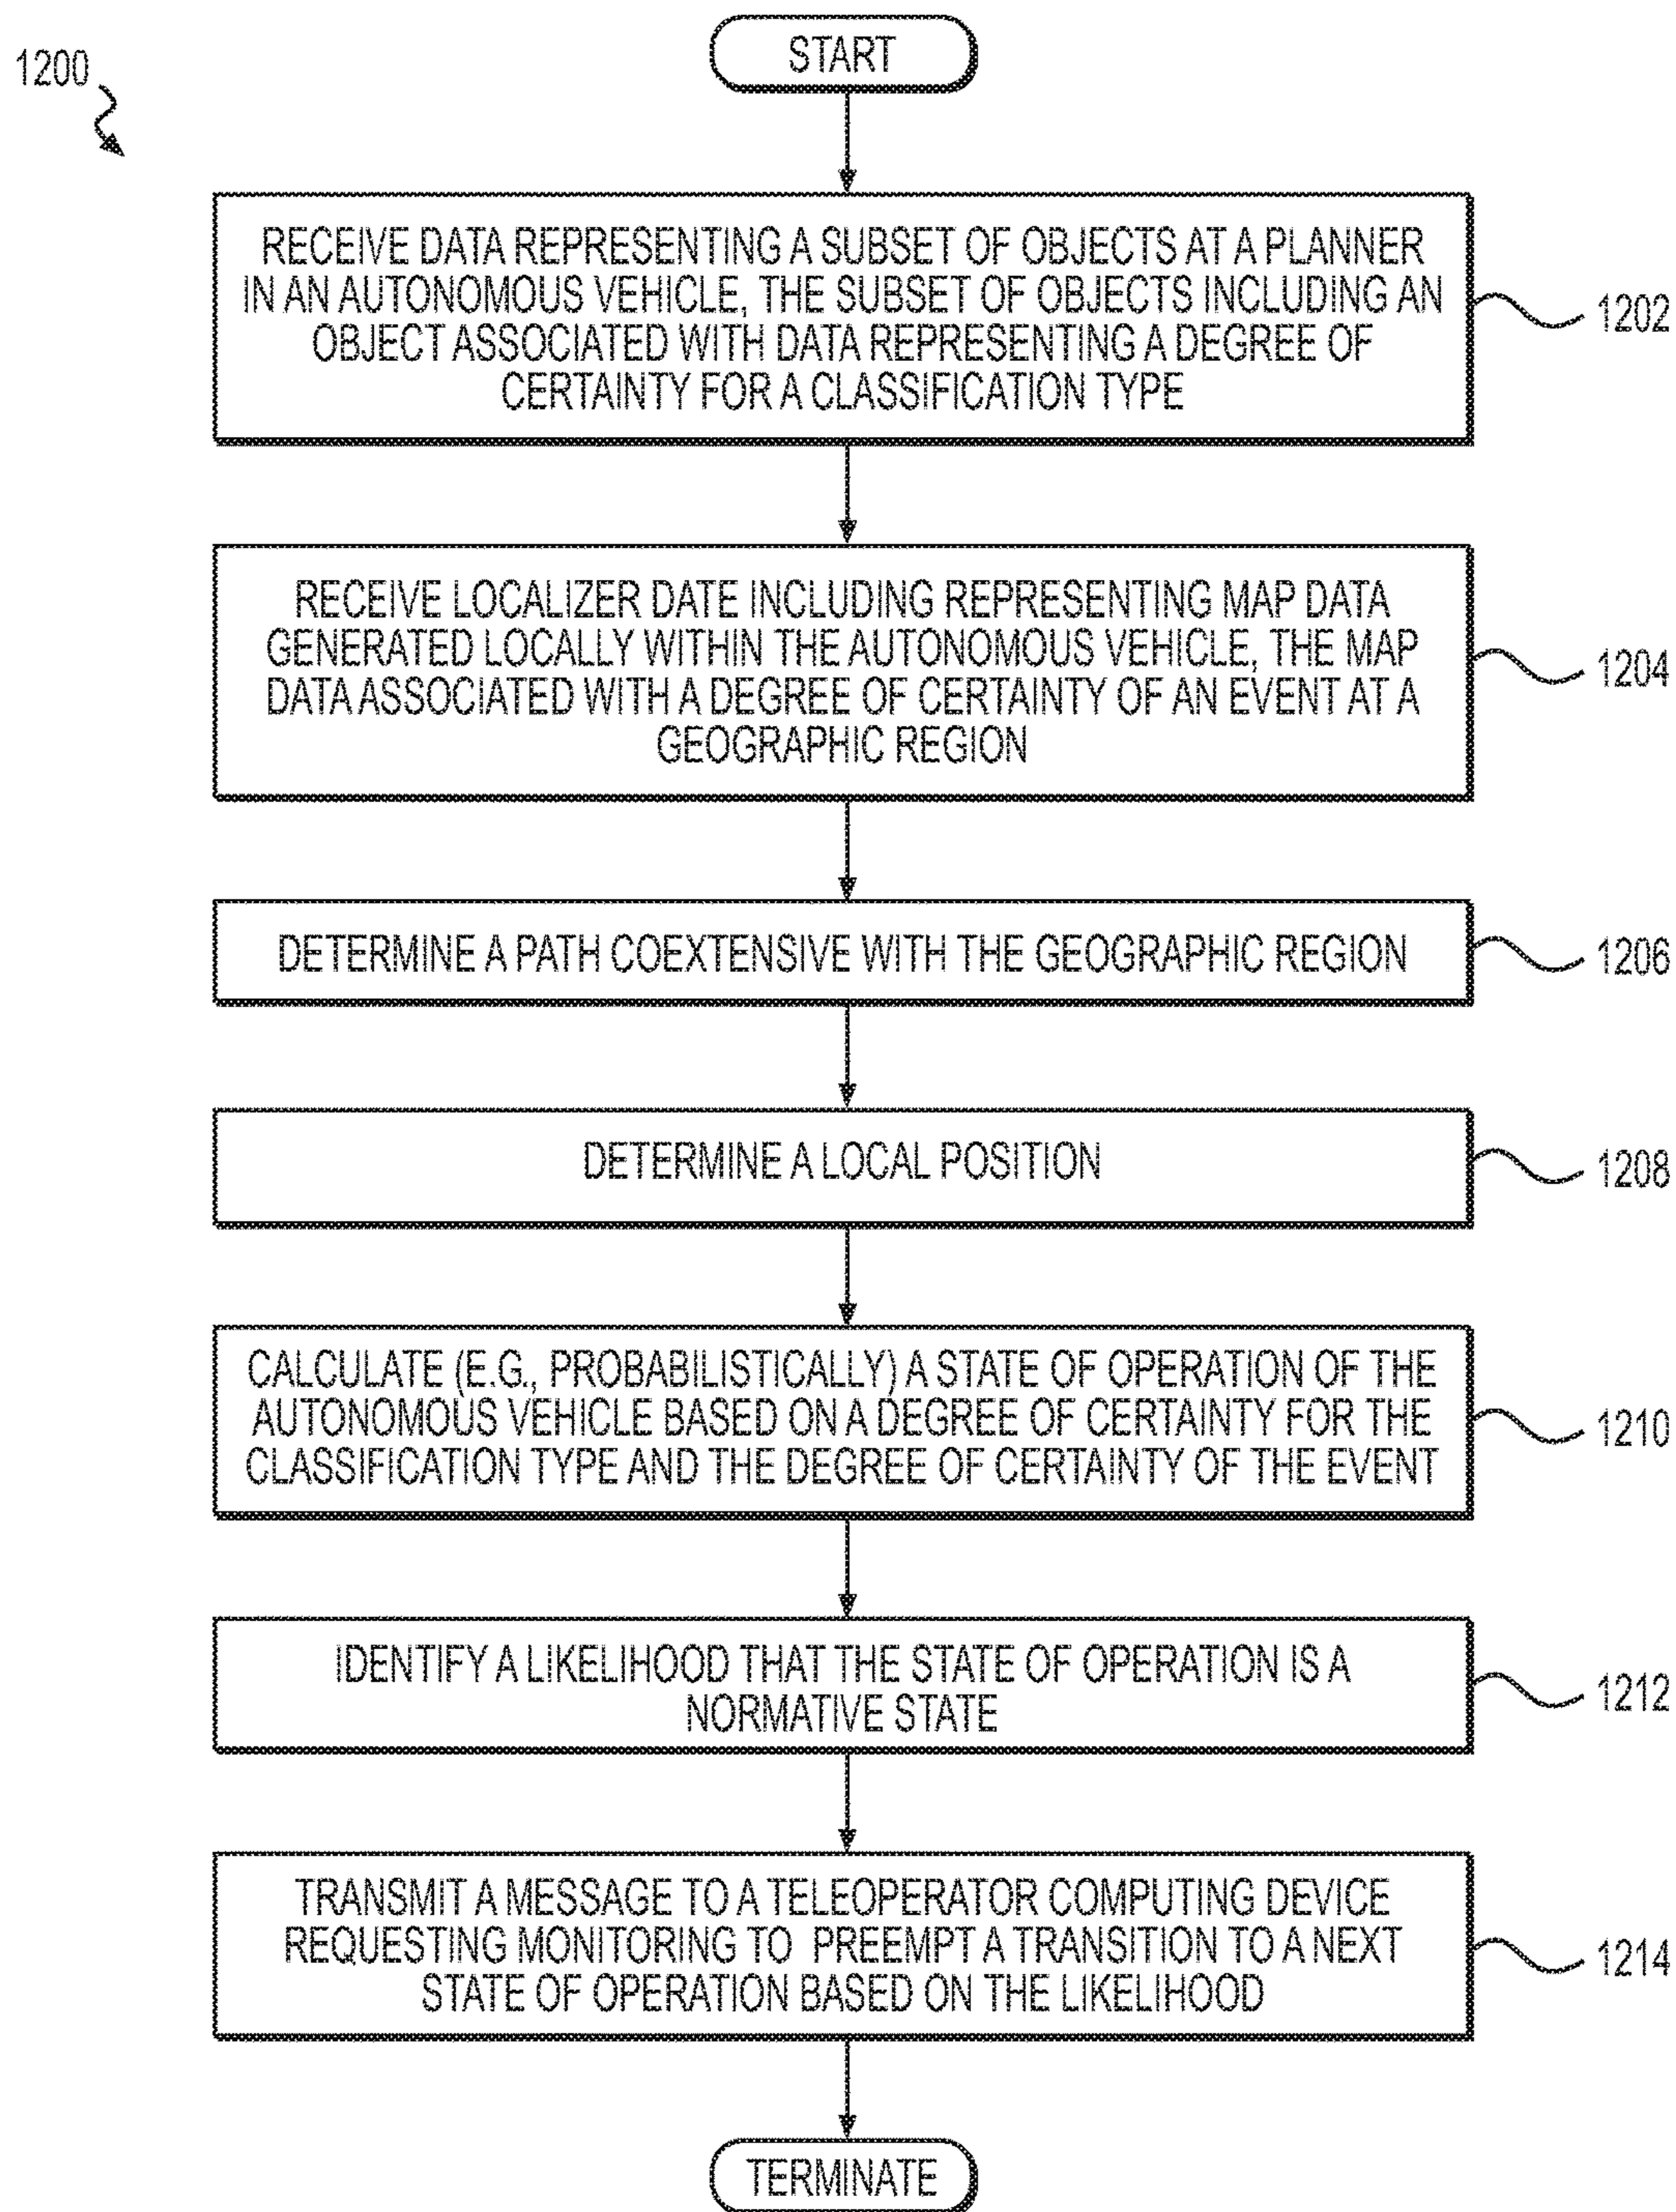 START
1200
RECEIVE DATA REPRESENTING A SUBSET OF OBJECTS AT A PLANNER
IN AN AUTONOMOUS VEHICLE, THE SUBSET OF OBJECTS INCLUDING AN
OBJECT ASSOCIATED WITH DATA REPRESENTING A DEGREE OF
CERTAINTY FOR A CLASSIFICATION TYPE
1202
RECEIVE LOCALIZER DATE INCLUDING REPRESENTING MAP DATA
GENERATED LOCALLY WITHIN THE AUTONOMOUS VEHICLE, THE MAP
DATA ASSOCIATED WITH A DEGREE OF CERTAINTY OF AN EVENT AT A
GEOGRAPHIC REGION
1204
DETERMINE A PATH COEXTENSIVE WITH THE GEOGRAPHIC REGION
1206
DETERMINE A LOCAL POSITION
1208
CALCULATE (E.G., PROBABILISTICALLY) A STATE OF OPERATION OF THE
AUTONOMOUS VEHICLE BASED ON A DEGREE OF CERTAINTY FOR THE
CLASSIFICATION TYPE AND THE DEGREE OF CERTAINTY OF THE EVENT
1210
IDENTIFY A LIKELIHOOD THAT THE STATE OF OPERATION IS A
NORMATIVE STATE
1212
TRANSMIT A MESSAGE TO A TELEOPERATOR COMPUTING DEVICE
REQUESTING MONITORING TO PREEMPT A TRANSITION TO A NEXT
STATE OF OPERATION BASED ON THE LIKELIHOOD
1214
TERMINATE